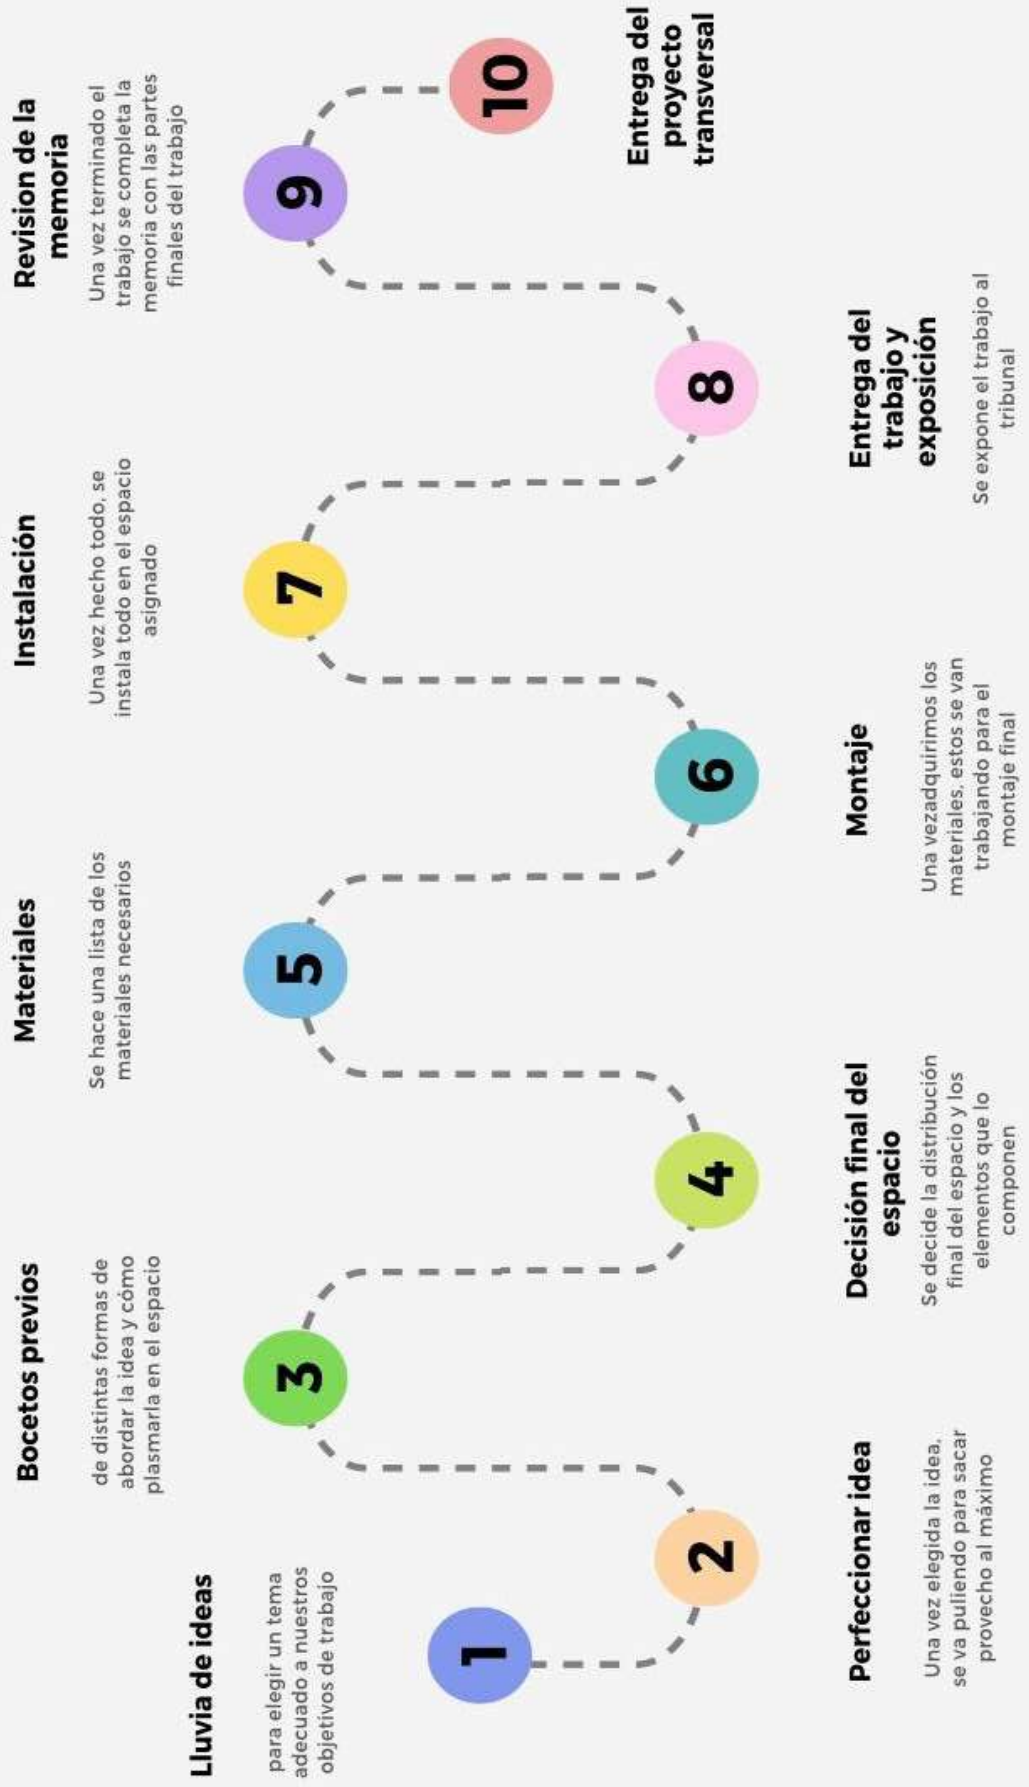 Lluvia de ideas
para elegir un tema
adecuado a nuestros
objetivos de trabajo
1
2
Perfeccionar idea
Una vez elegida la idea,
se va puliendo para sacar
provecho al máximo
Bocetos previos
de distintas formas de
abordar la idea y cómo
plasmarla en el espacio
3
4
Decisión final del
espacio
Se decide la distribución
final del espacio y los
elementos que lo
componen
Materiales
Se hace una lista de los
materiales necesarios
5
6
Montaje
Una vezadquirimos los
materiales, estos se van
trabajando para el
montaje final
Instalación
Una vez hecho todo, se
instala todo en el espacio
asignado
7
8
Entrega del
trabajo y
exposición
Se expone el trabajo al
tribunal
Revision de la
memoria
Una vez terminado el
trabajo se completa la
memoria con las partes
finales del trabajo
9
10
Entrega del
proyecto
transversal